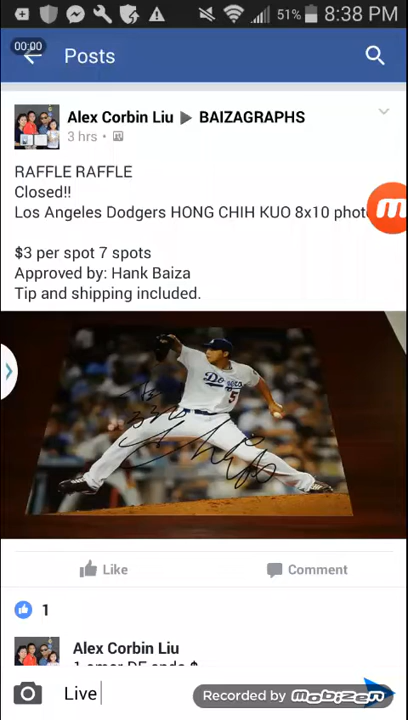 51% 8:38 PM
00:00
Posts
Alex Corbin Liu ▶ BAIZAGRAPHS
3 hrs
RAFFLE RAFFLE
Closed!!
Los Angeles Dodgers HONG CHIH KUO 8x10
$3 per spot 7 spots
Approved by: Hank Baiza
Tip and shipping included.
Dodgers
5
Like Comment
1
Alex Corbin Liu
Live
Recorded by mobizen